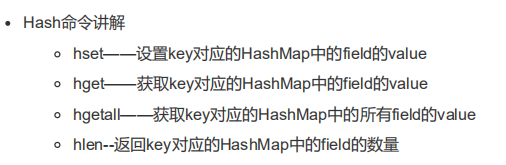 Hash命令讲解
hset——设置key对应的HashMap中的field的value
hget——获取key对应的HashMap中的field的value
hgetall——获取key对应的HashMap中的所有field的value
hlen--返回key对应的HashMap中的field的数量